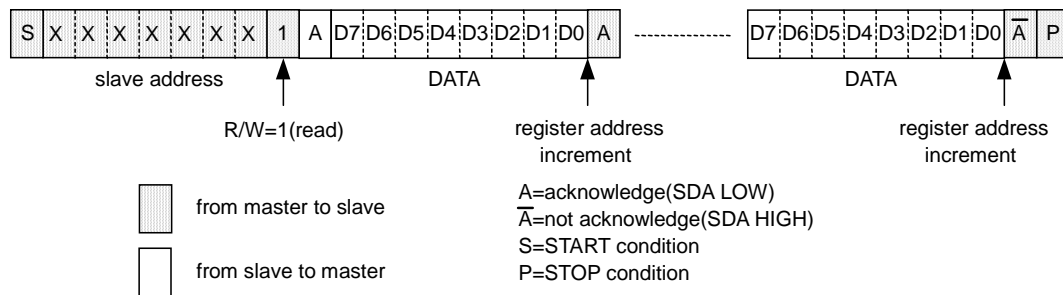 S X X X X X X X 1 A D7 D6 D5 D4 D3 D2 D1 D0 A D7 D6 D5 D4 D3 D2 D1 D0 A̅ P
slave address DATA DATA
R/W=1(read)
register address
increment
register address
increment
from master to slave
from slave to master
A=acknowledge(SDA LOW)
A̅=not acknowledge(SDA HIGH)
S=START condition
P=STOP condition